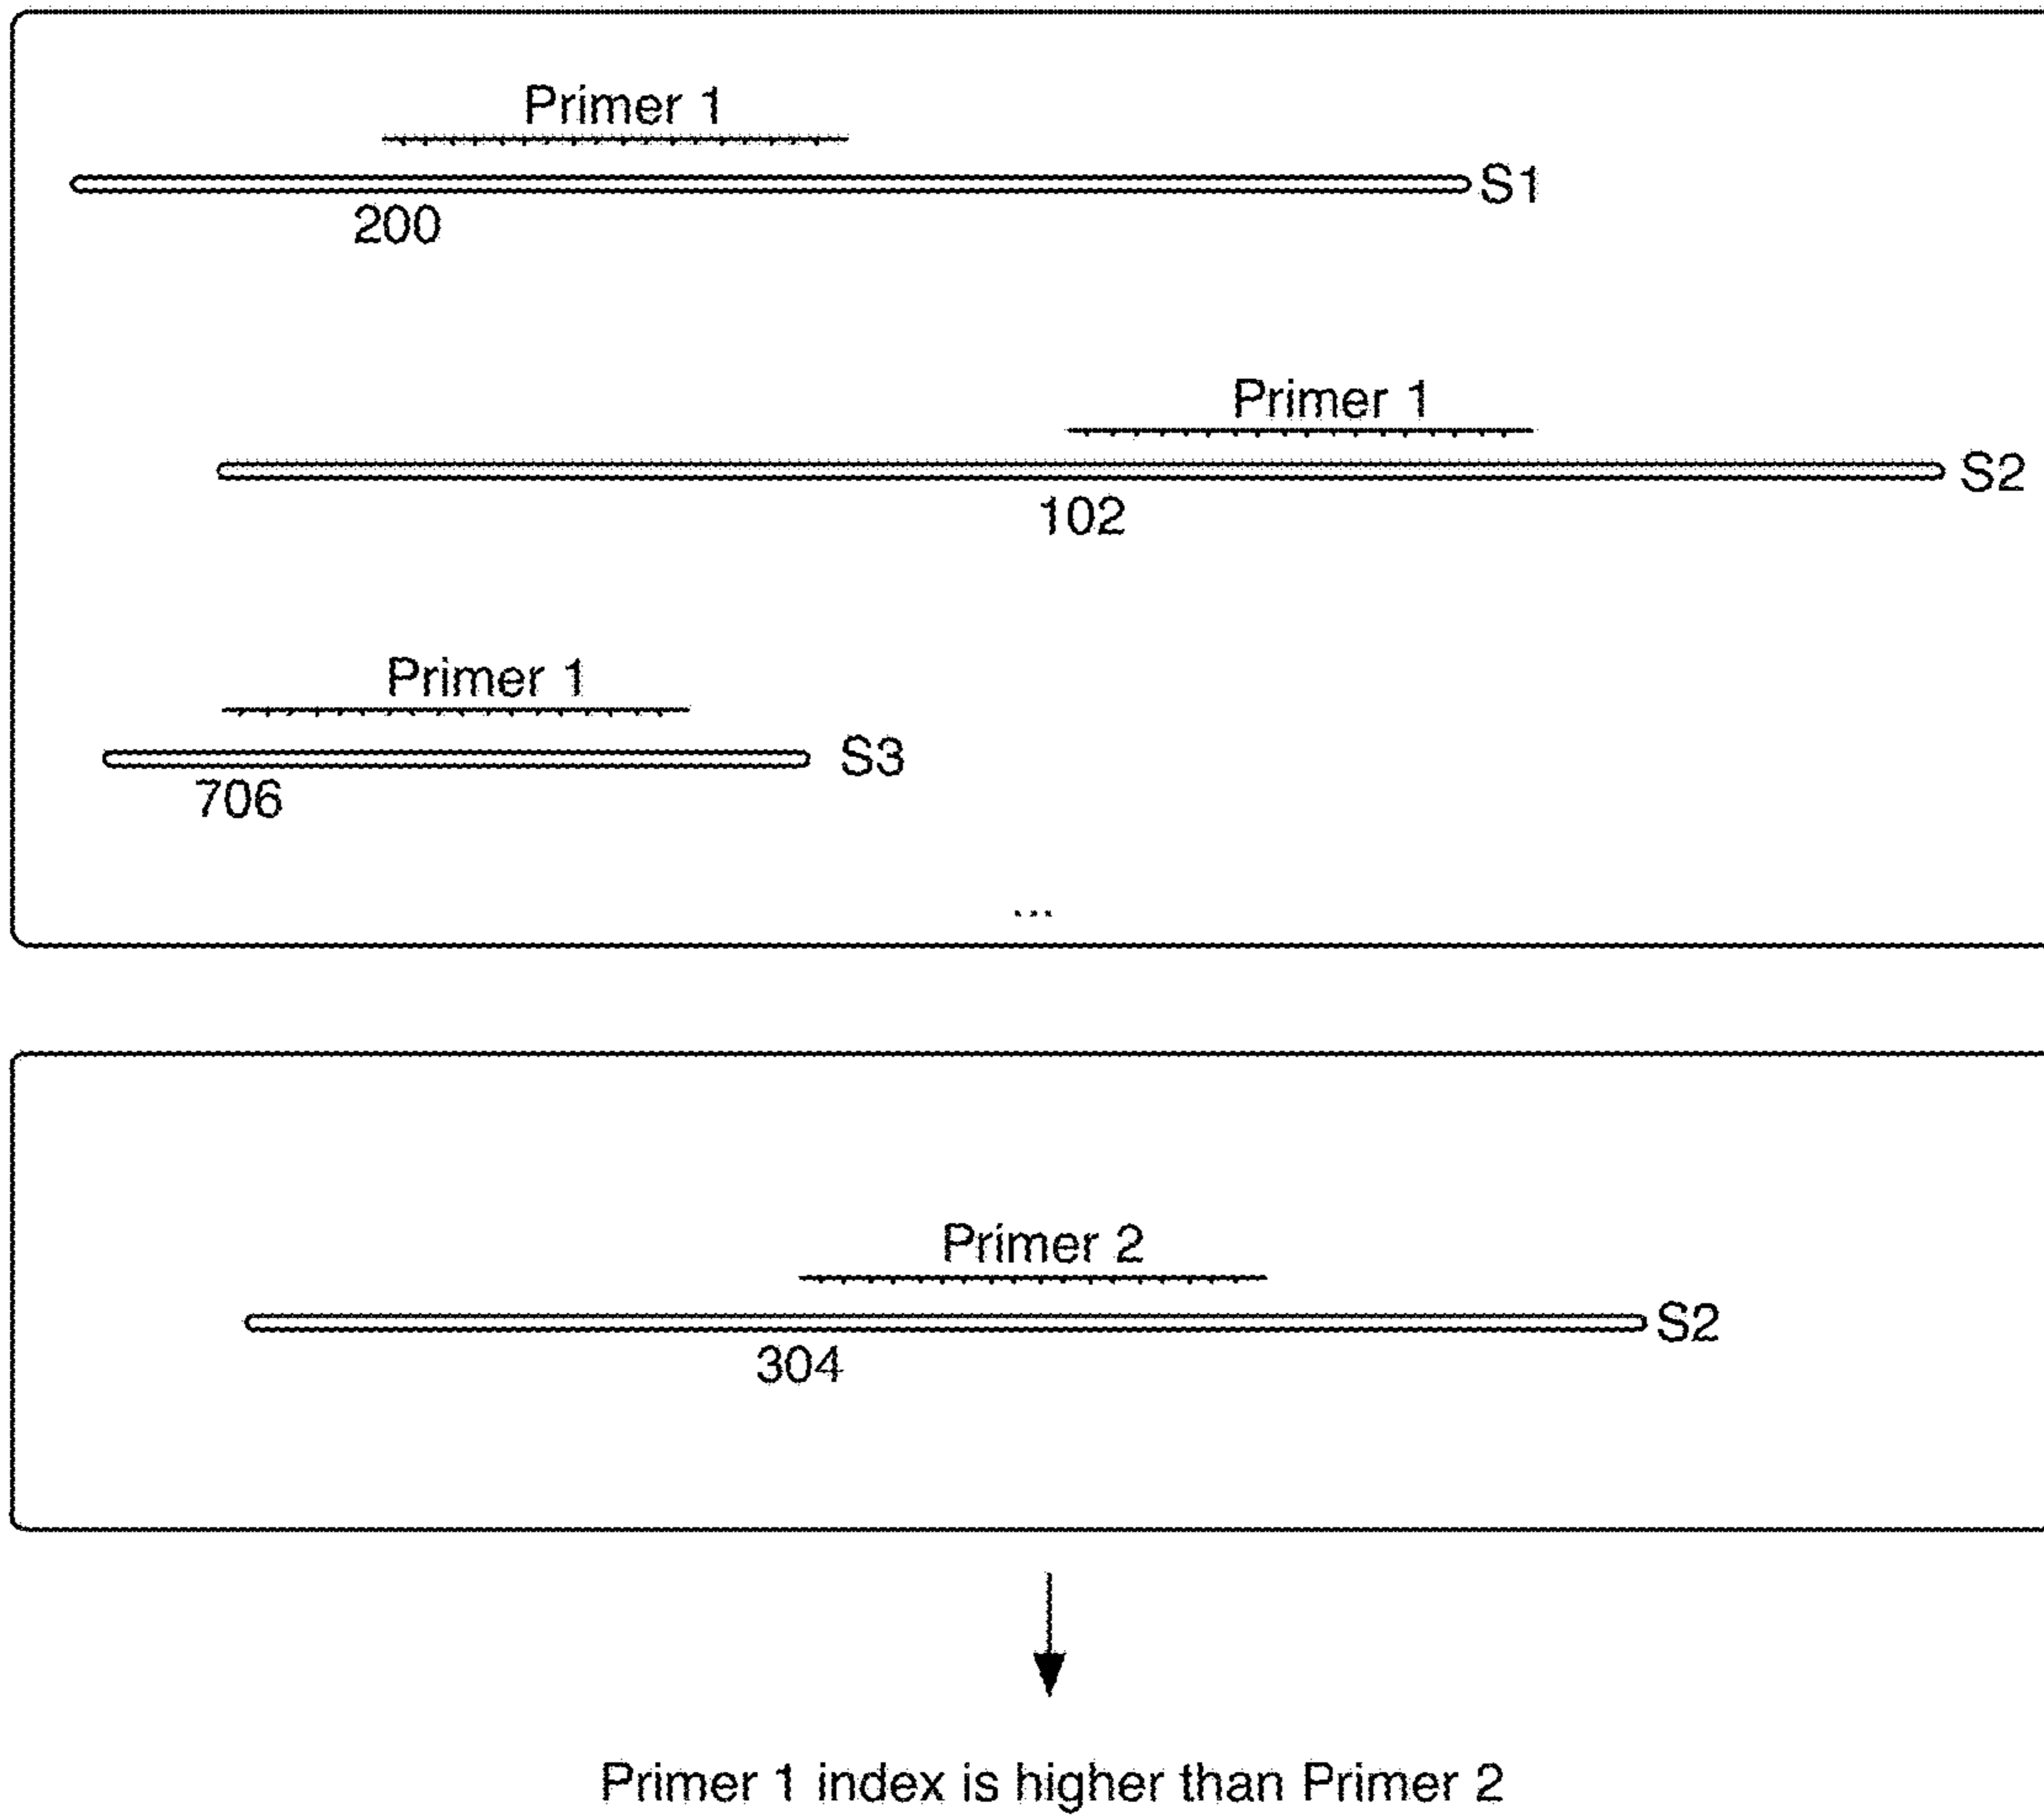 Primer 1
S1
200
Primer 1
S2
102
Primer 1
S3
706
...
Primer 2
S2
304
Primer 1 index is higher than Primer 2